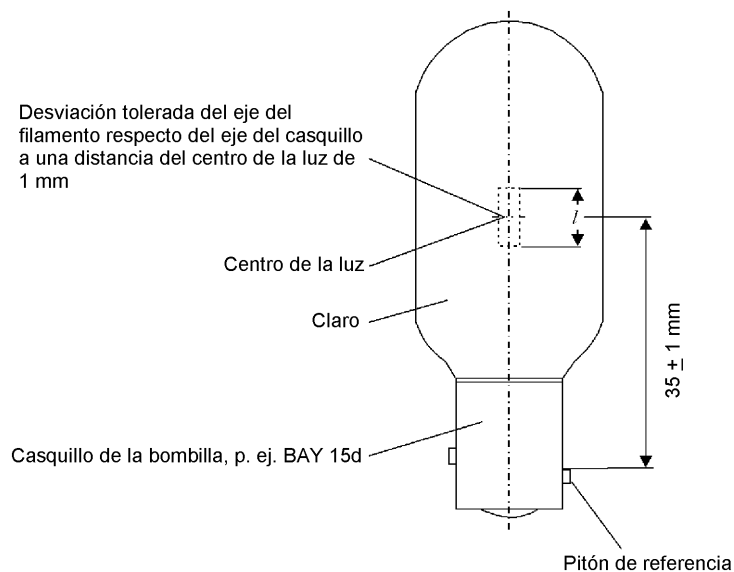 Desviación tolerada del eje del
filamento respecto del eje del casquillo
a una distancia del centro de la luz de
1 mm
l
Centro de la luz
Claro
35 ± 1 mm
Casquillo de la bombilla, p. ej. BAY 15d
Pitón de referencia